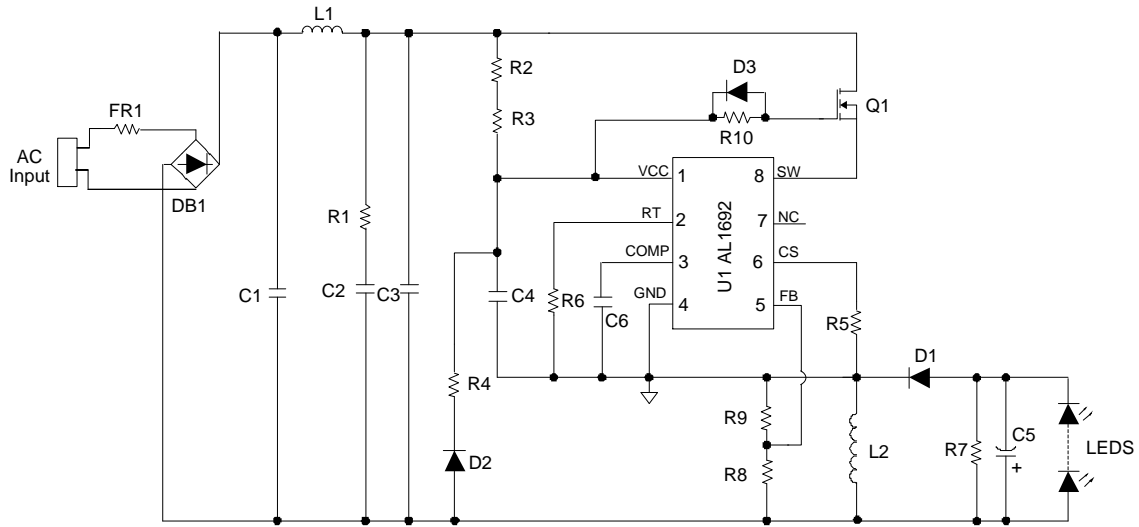 L1
R2
D3
FR1
Q1
R3
R10
AC
Input
VCC
1
8
SW
DB1
RT
2
7
NC
R1
COMP
3
6
CS
U1 AL1692
C1
C2
C3
C4
R6
GND
4
5
FB
C6
R5
D1
R4
R9
C5
D2
R8
L2
R7
+
LEDS